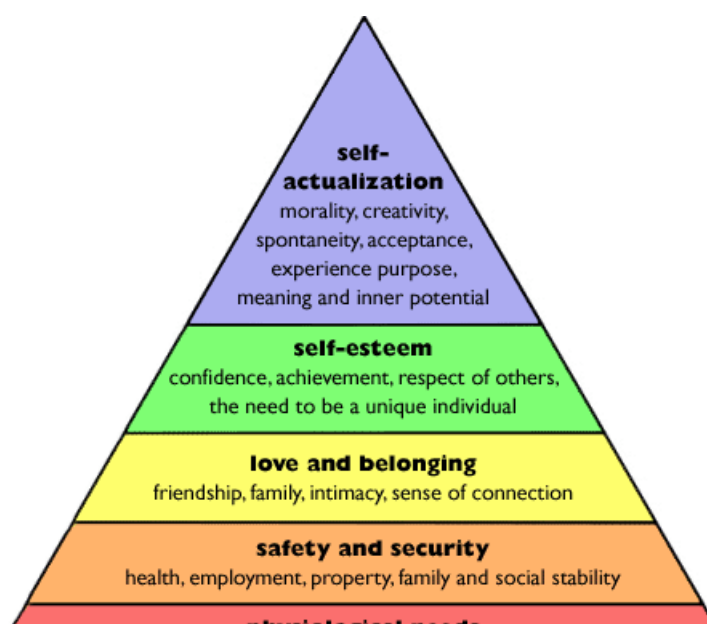 self-
actualization
morality, creativity,
spontaneity, acceptance,
experience purpose,
meaning and inner potential
self-esteem
confidence, achievement, respect of others,
the need to be a unique individual
love and belonging
friendship, family, intimacy, sense of connection
safety and security
health, employment, property, family and social stability
physiological needs